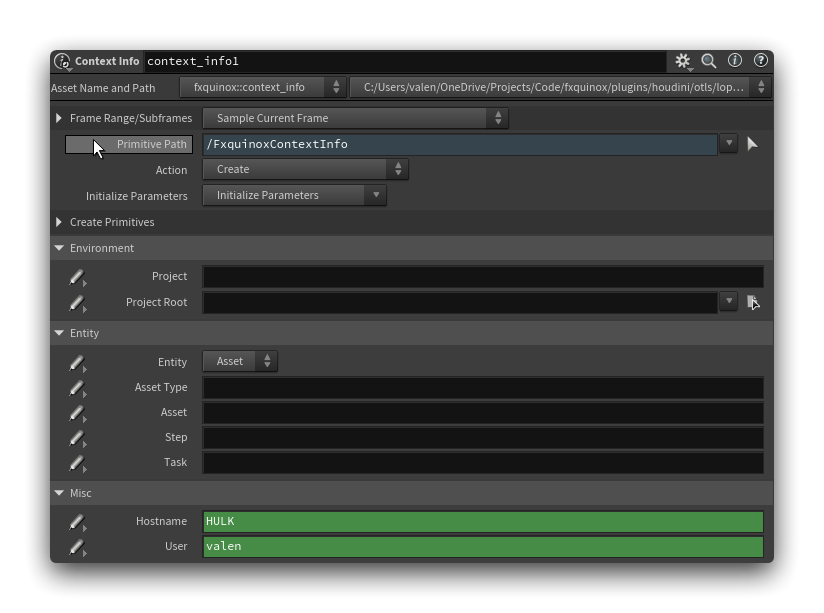 Context Info context_info1
Asset Name and Path fxquinox::context_info C:/Users/valen/OneDrive/Projects/Code/fxquinox/plugins/houdini/otls/lop...
Frame Range/Subframes Sample Current Frame
Primitive Path /FxquinoxContextInfo
Action Create
Initialize Parameters Initialize Parameters
Create Primitives
Environment
Project
Project Root
Entity
Entity Asset
Asset Type
Asset
Step
Task
Misc
Hostname HULK
User valen